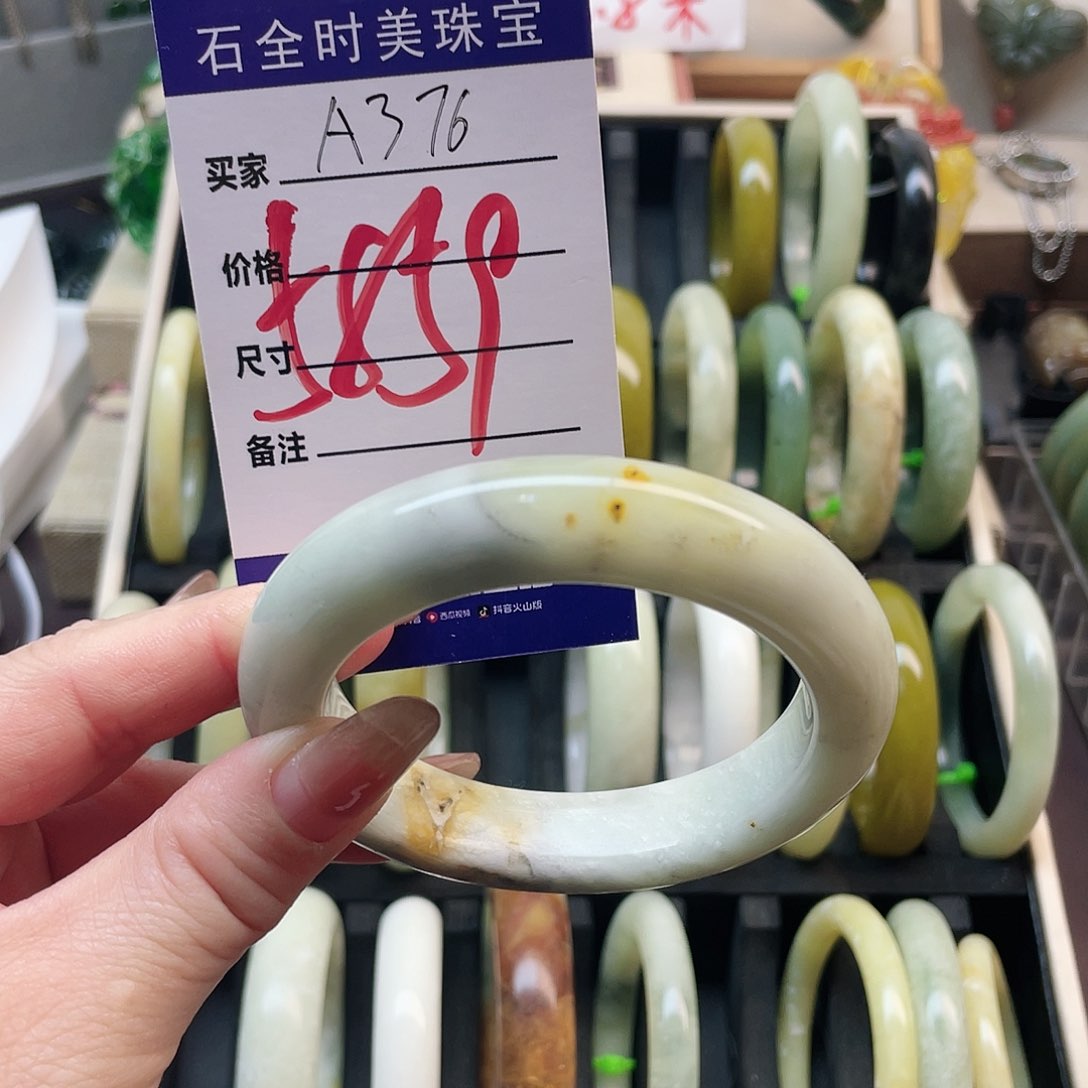 石全时美珠宝
买家 A376
价格
尺寸 5859
备注
西瓜视频 抖音火山版